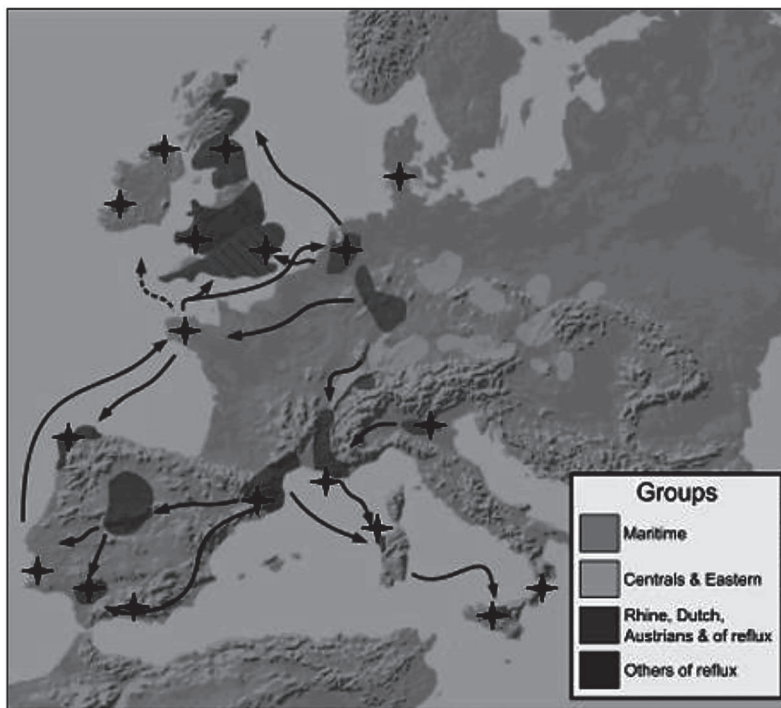 Groups
Maritime
Centrals & Eastern
Rhine, Dutch,
Austrians & of reflux
Others of reflux